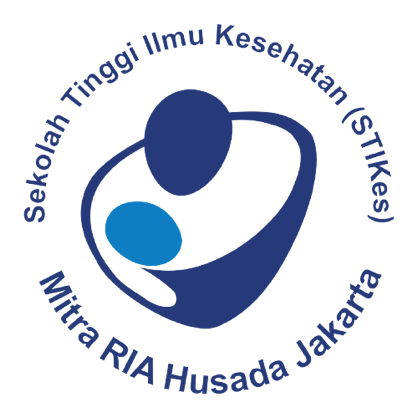 Sekolah Tinggi Ilmu Kesehatan (STIKes)
Mitra RIA Husada Jakarta